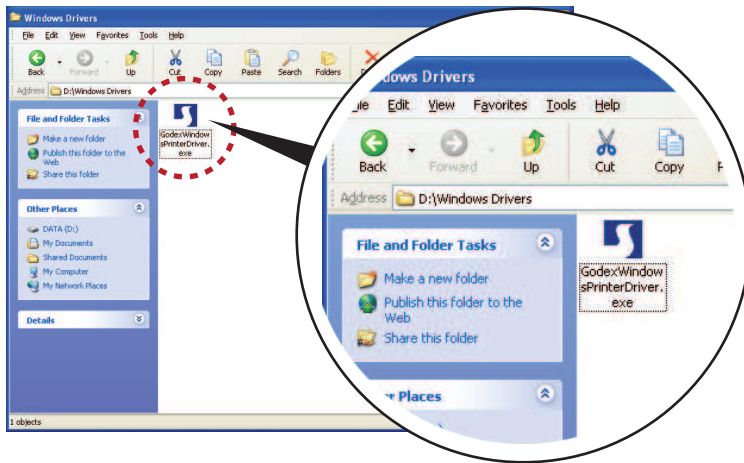 Windows Drivers
File Edit View Favorites Tools Help
Back Forward Up Cut Copy Paste Search Folders
Address D:\Windows Drivers
File and Folder Tasks
Make a new folder
Publish this folder to the
Web
Share this folder
Other Places
DATA (D:)
My Documents
Shared Documents
My Computer
My Network Places
Details
GodexWindow
sPrinterDriver.
exe
1 objects
dows Drivers
File Edit View Favorites Tools Help
Back Forward Up Cut Copy
Address D:\Windows Drivers
File and Folder Tasks
Make a new folder
Publish this folder to the
Web
Share this folder
Places
GodexWindow
sPrinterDriver.
exe